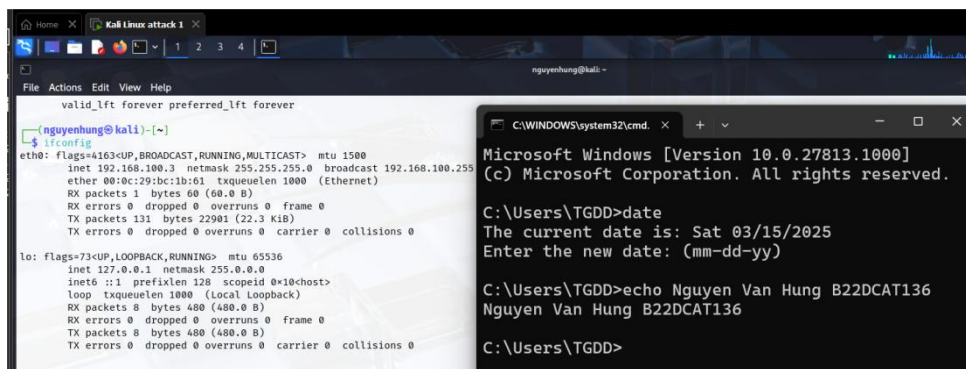 Home
Kali Linux attack 1
1 2 3 4
nguyenhung@kali: ~
File Actions Edit View Help
valid_lft forever preferred_lft forever
(nguyenhung㉿kali)-[~]
$ ifconfig
eth0: flags=4163<UP,BROADCAST,RUNNING,MULTICAST> mtu 1500
inet 192.168.100.3 netmask 255.255.255.0 broadcast 192.168.100.255
ether 00:0c:29:bc:1b:61 txqueuelen 1000 (Ethernet)
RX packets 1 bytes 60 (60.0 B)
RX errors 0 dropped 0 overruns 0 frame 0
TX packets 131 bytes 22901 (22.3 KiB)
TX errors 0 dropped 0 overruns 0 carrier 0 collisions 0
lo: flags=73<UP,LOOPBACK,RUNNING> mtu 65536
inet 127.0.0.1 netmask 255.0.0.0
inet6 ::1 prefixlen 128 scopeid 0×10<host>
loop txqueuelen 1000 (Local Loopback)
RX packets 8 bytes 480 (480.0 B)
RX errors 0 dropped 0 overruns 0 frame 0
TX packets 8 bytes 480 (480.0 B)
TX errors 0 dropped 0 overruns 0 carrier 0 collisions 0
C:\WINDOWS\system32\cmd.
Microsoft Windows [Version 10.0.27813.1000]
(c) Microsoft Corporation. All rights reserved.
C:\Users\TGDD>date
The current date is: Sat 03/15/2025
Enter the new date: (mm-dd-yy)
C:\Users\TGDD>echo Nguyen Van Hung B22DCAT136
Nguyen Van Hung B22DCAT136
C:\Users\TGDD>